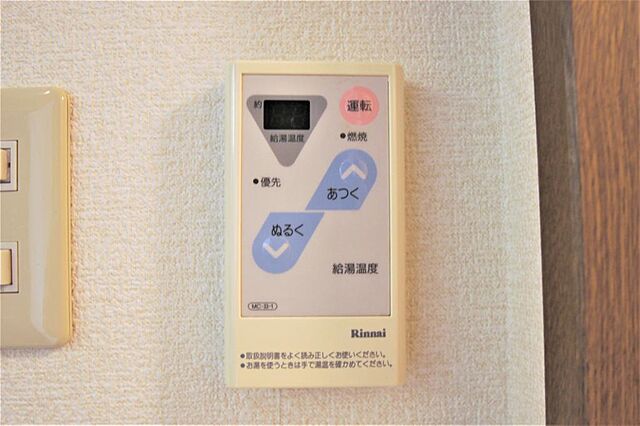 約
運転
給湯温度
燃焼
優先
あつく
ぬるく
給湯温度
MC-33-1
Rinnai
●取扱説明書をよく読み正しくお使いください。
●お湯を使うときは手で湯温を確かめてください。